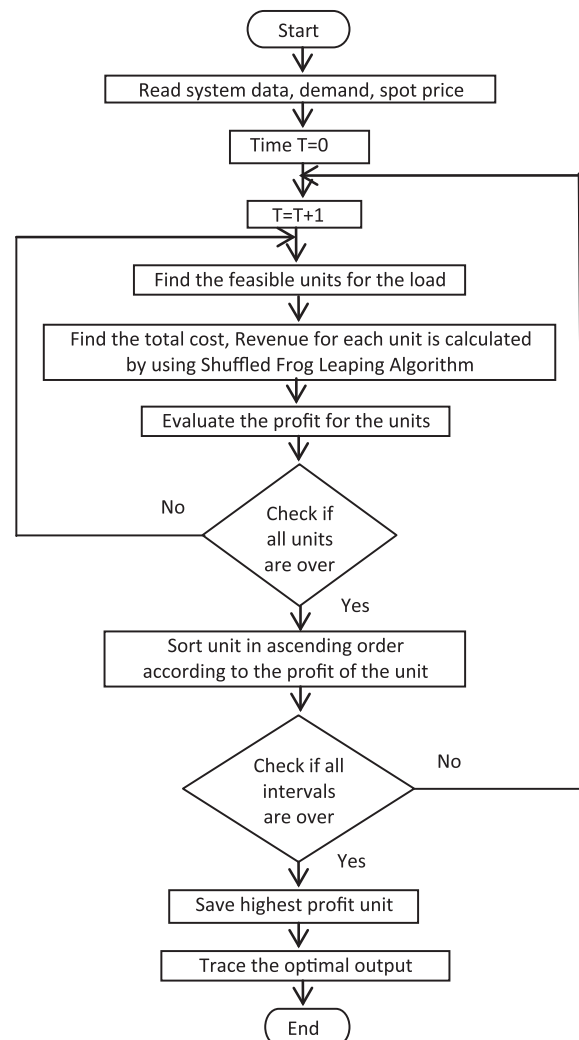 Start
Read system data, demand, spot price
Time T=0
T=T+1
Find the feasible units for the load
Find the total cost, Revenue for each unit is calculated
by using Shuffled Frog Leaping Algorithm
Evaluate the profit for the units
No
Check if
all units
are over
Yes
Sort unit in ascending order
according to the profit of the unit
No
Check if all
intervals
are over
Yes
Save highest profit unit
Trace the optimal output
End